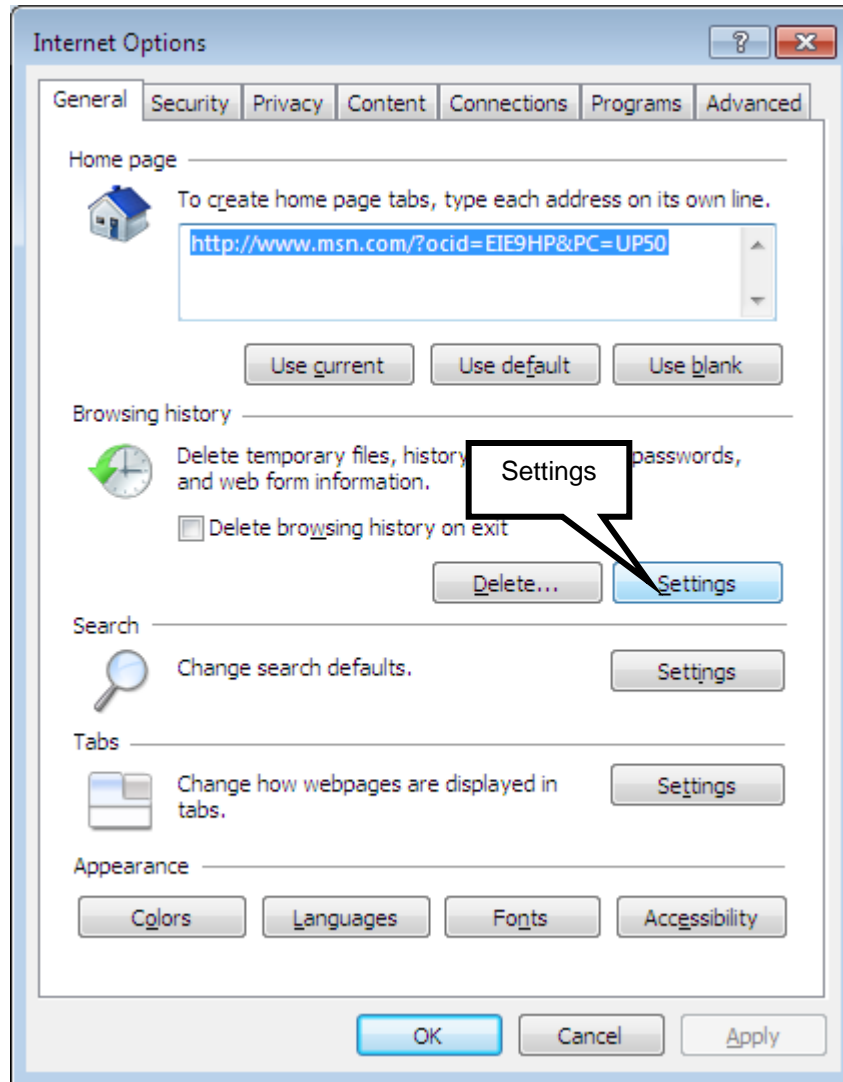 Internet Options
General Security Privacy Content Connections Programs Advanced
Home page
To create home page tabs, type each address on its own line.
http://www.msn.com/?ocid=EIE9HP&PC=UP50
Use current Use default Use blank
Browsing history
Delete temporary files, history passwords,
and web form information.
Settings
Delete browsing history on exit
Delete... Settings
Search
Change search defaults. Settings
Tabs
Change how webpages are displayed in
tabs.
Settings
Appearance
Colors Languages Fonts Accessibility
OK Cancel Apply